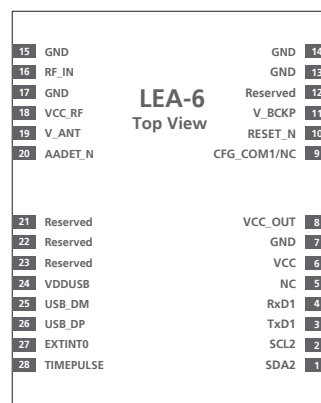 15 GND GND 14
16 RF_IN GND 13
17 GND Reserved 12
LEA-6
18 VCC_RF V_BCKP 11
Top View
19 V_ANT RESET_N 10
20 AADET_N CFG_COM1/NC 9
21 Reserved VCC_OUT 8
22 Reserved GND 7
23 Reserved VCC 6
24 VDDUSB NC 5
25 USB_DM RxD1 4
26 USB_DP TxD1 3
27 EXTINT0 SCL2 2
28 TIMEPULSE SDA2 1